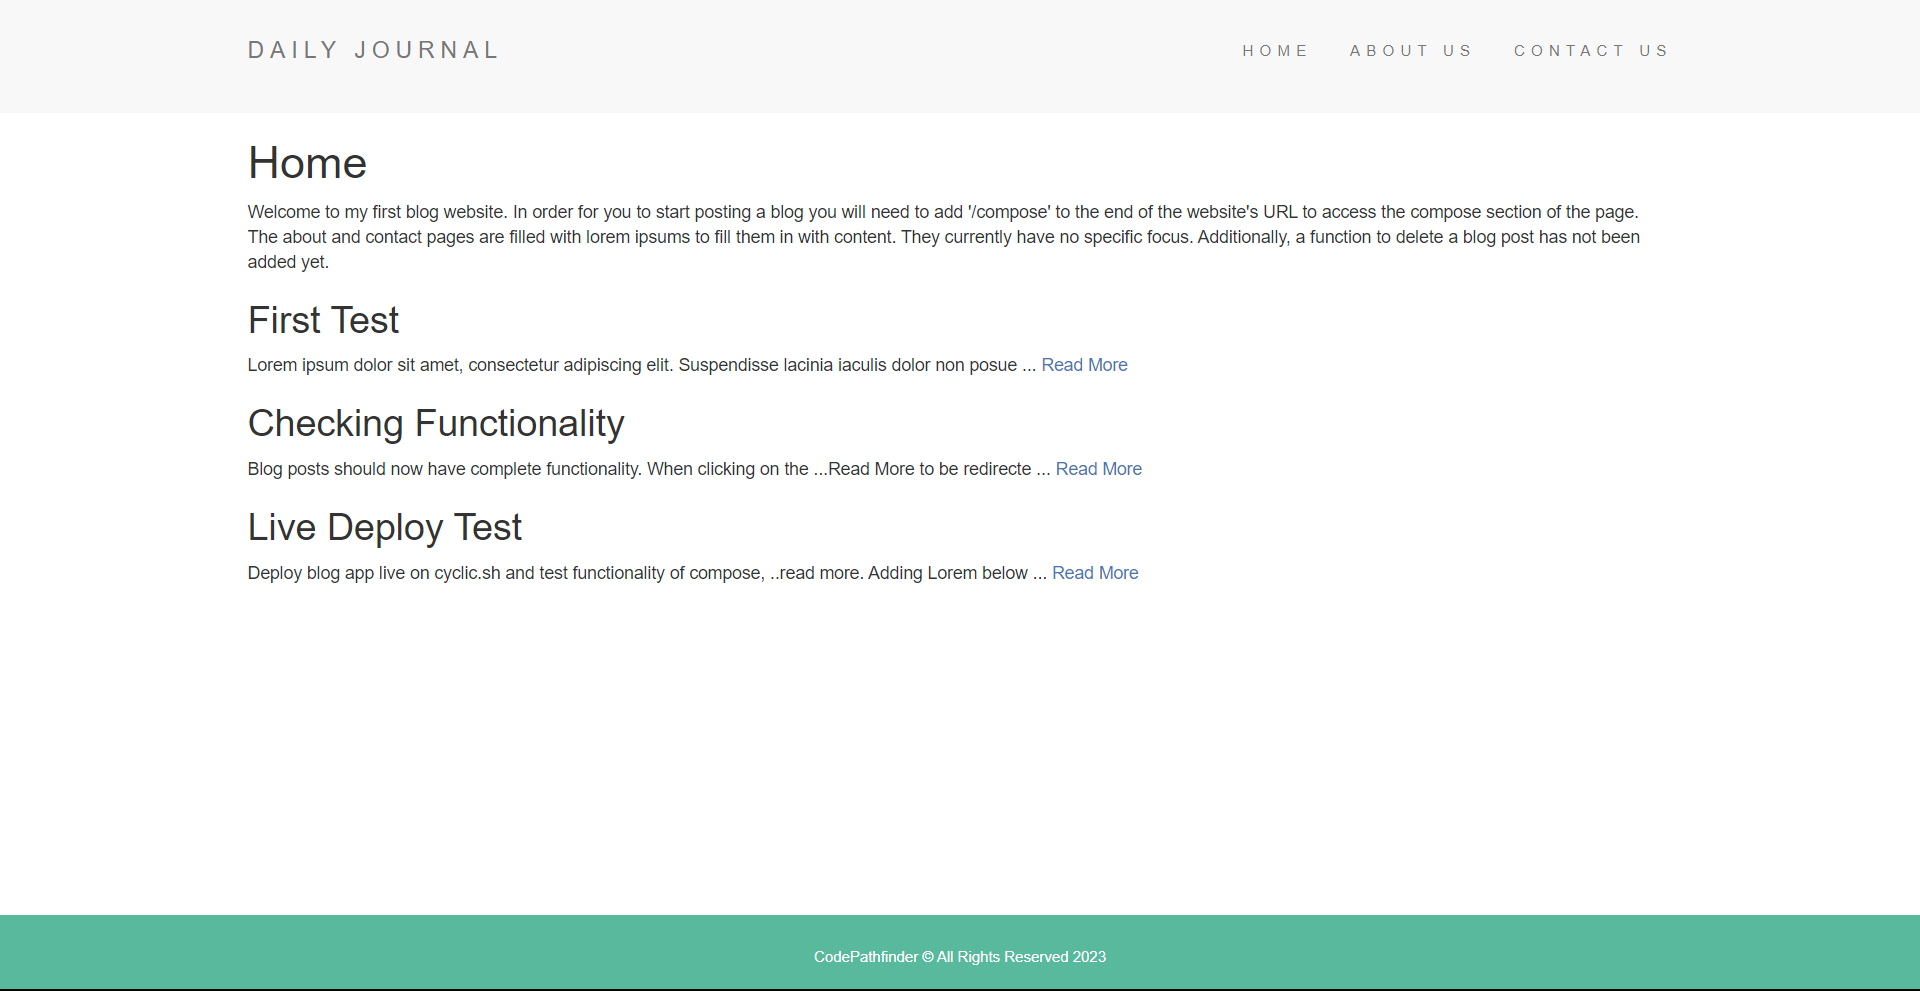 DAILY JOURNAL
HOME ABOUT US CONTACT US
Home
Welcome to my first blog website. In order for you to start posting a blog you will need to add '/compose' to the end of the website's URL to access the compose section of the page.
The about and contact pages are filled with lorem ipsums to fill them in with content. They currently have no specific focus. Additionally, a function to delete a blog post has not been
added yet.
First Test
Lorem ipsum dolor sit amet, consectetur adipiscing elit. Suspendisse lacinia iaculis dolor non posue ... Read More
Checking Functionality
Blog posts should now have complete functionality. When clicking on the ...Read More to be redirecte ... Read More
Live Deploy Test
Deploy blog app live on cyclic.sh and test functionality of compose, ..read more. Adding Lorem below ... Read More
CodePathfinder © All Rights Reserved 2023